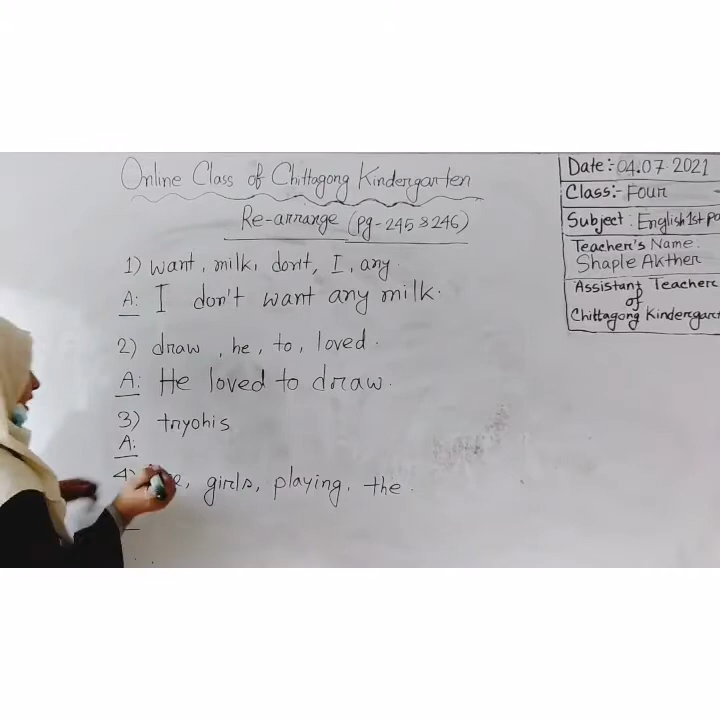 Online Class of Chittagong Kindergarten
Re-arrange (pg-245 & 246)
1) want, milk, don't, I, any.
A: I don't want any milk.
2) draw, he, to, loved.
A: He loved to draw.
3) tryohis
A:
4) girls, playing, the.
Date:- 04.07.2021
Class:- Four
Subject: English 1st
Teacher's Name:
Shaple Akther
Assistant Teacher
of
Chittagong